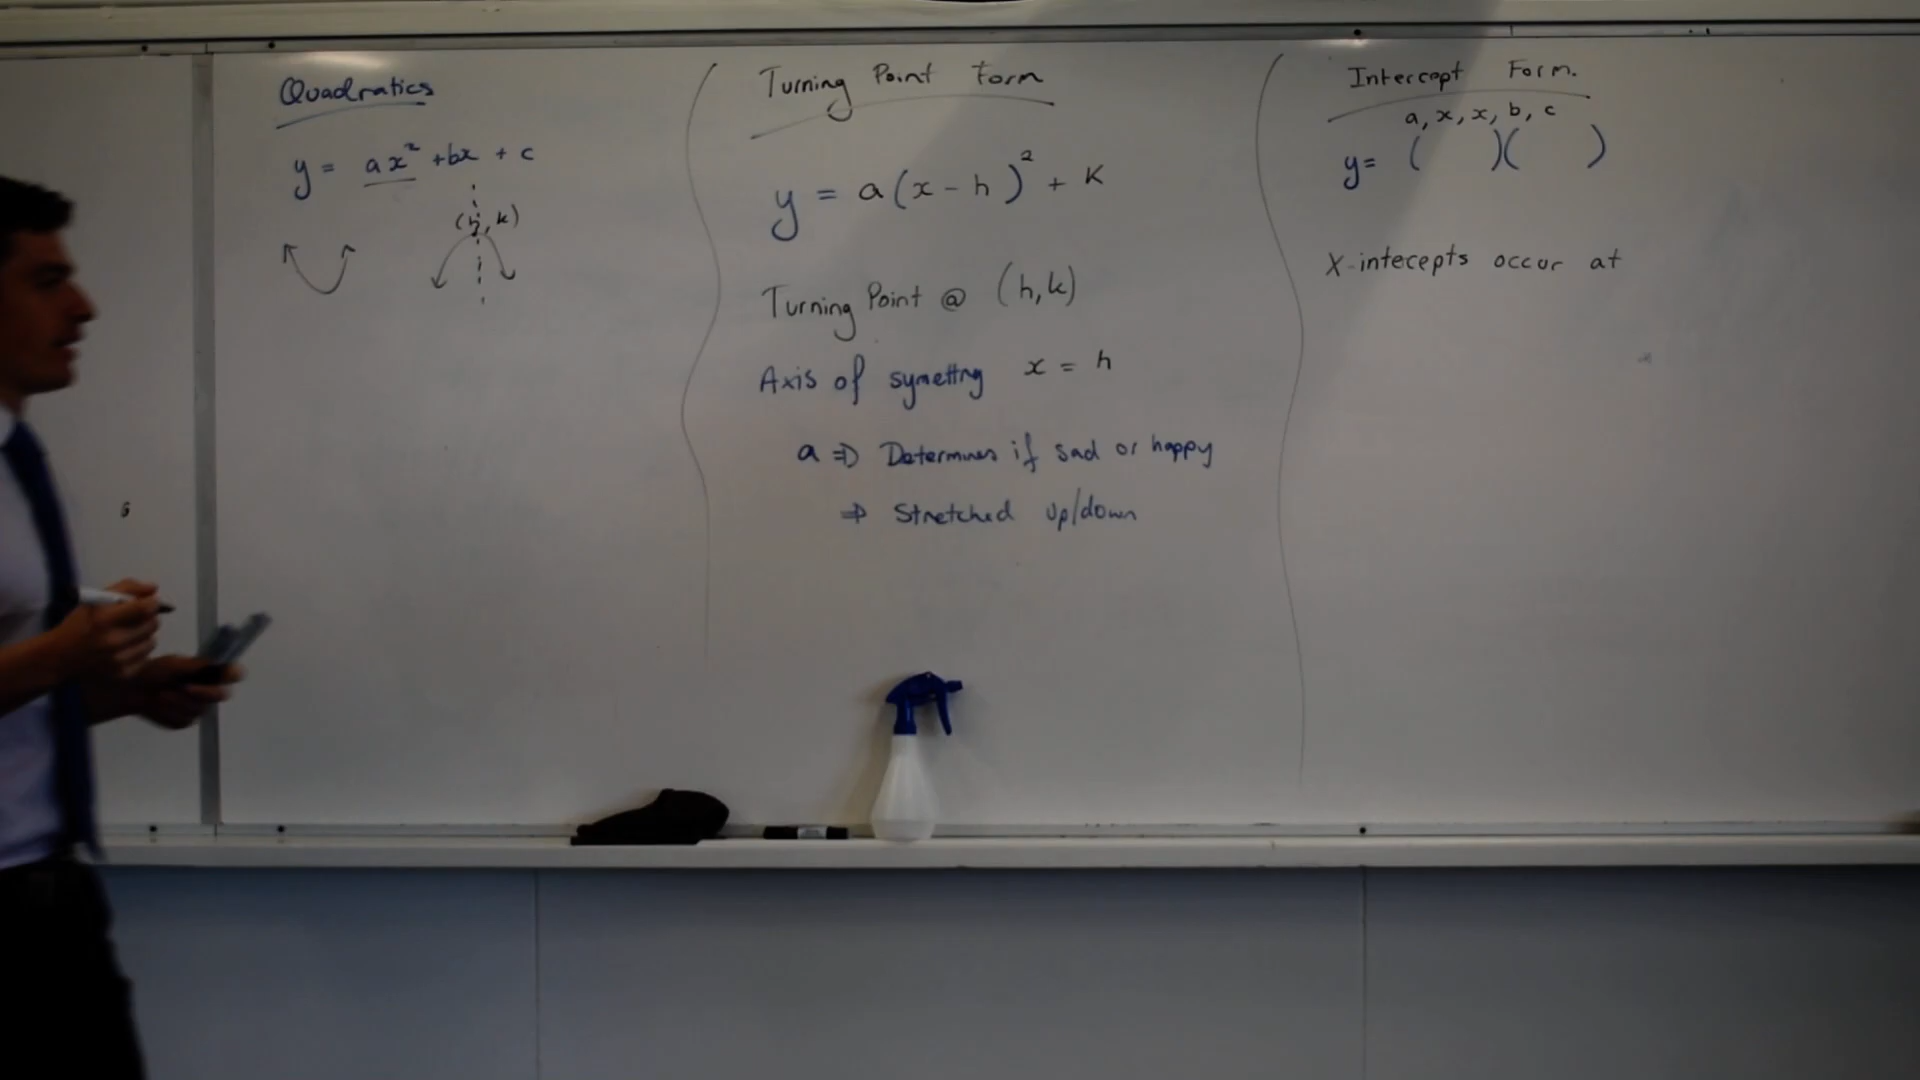 Quadratics
y = ax² + bx + c
(h, k)
Turning Point Form
y = a(x - h)² + k
Turning Point @ (h, k)
Axis of symettry x = h
a ⇒ Determines if sad or happy
⇒ Stretched up/down
Intercept Form.
a, x, x, b, c
y= ( )( )
X-intecepts occur at